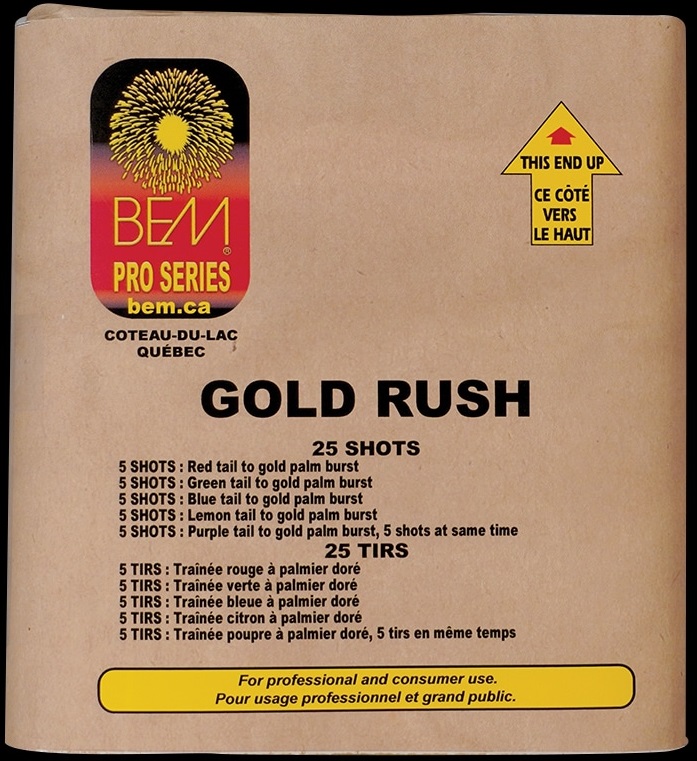 BEM®
PRO SERIES
bem.ca
COTEAU-DU-LAC
QUÉBEC
THIS END UP
CE CÔTÉ
VERS
LE HAUT
GOLD RUSH
25 SHOTS
5 SHOTS : Red tail to gold palm burst
5 SHOTS : Green tail to gold palm burst
5 SHOTS : Blue tail to gold palm burst
5 SHOTS : Lemon tail to gold palm burst
5 SHOTS : Purple tail to gold palm burst, 5 shots at same time
25 TIRS
5 TIRS : Traînée rouge à palmier doré
5 TIRS : Traînée verte à palmier doré
5 TIRS : Traînée bleue à palmier doré
5 TIRS : Traînée citron à palmier doré
5 TIRS : Traînée poupre à palmier doré, 5 tirs en même temps
For professional and consumer use.
Pour usage professionnel et grand public.